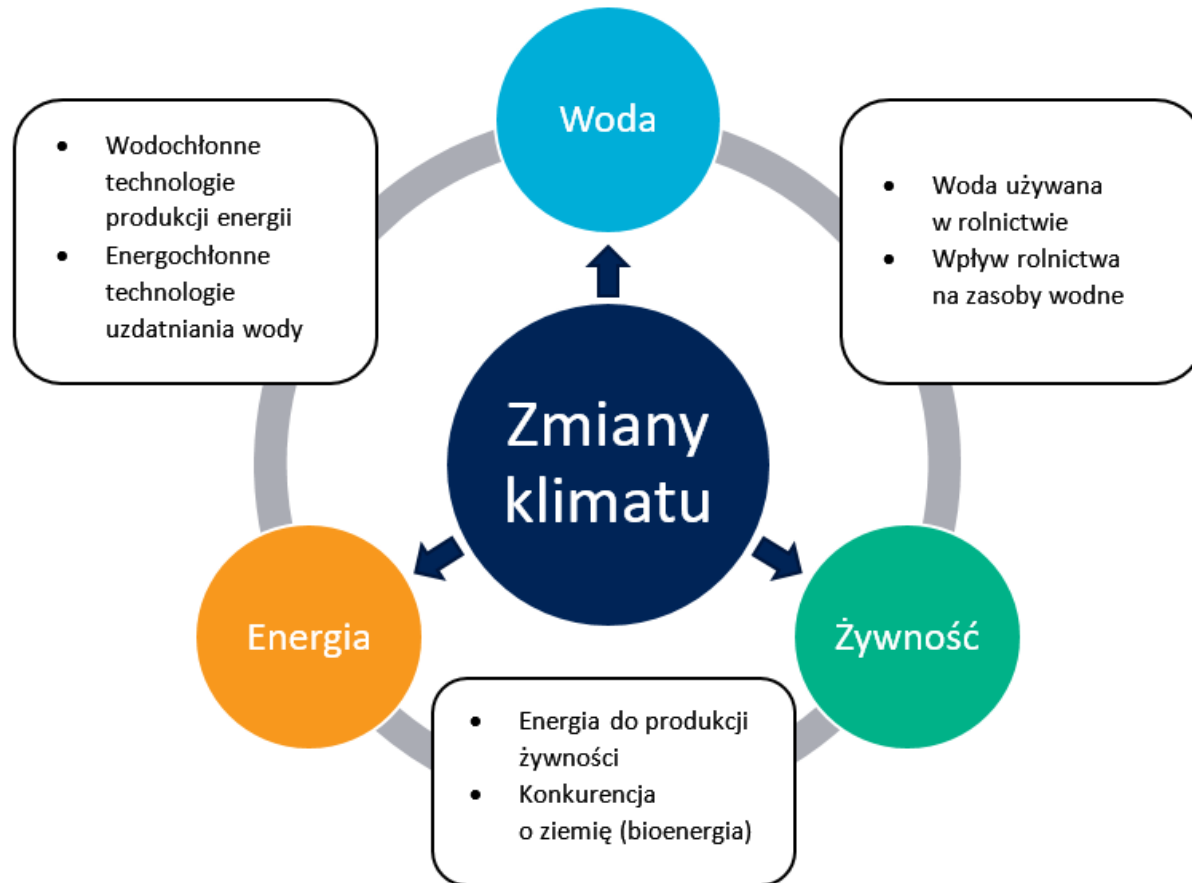 Woda
• Wodochłonne
technologie
produkcji energii
• Energochłonne
technologie
uzdatniania wody
• Woda używana
w rolnictwie
• Wpływ rolnictwa
na zasoby wodne
Zmiany
klimatu
Energia
Żywność
• Energia do produkcji
żywności
• Konkurencja
o ziemię (bioenergia)